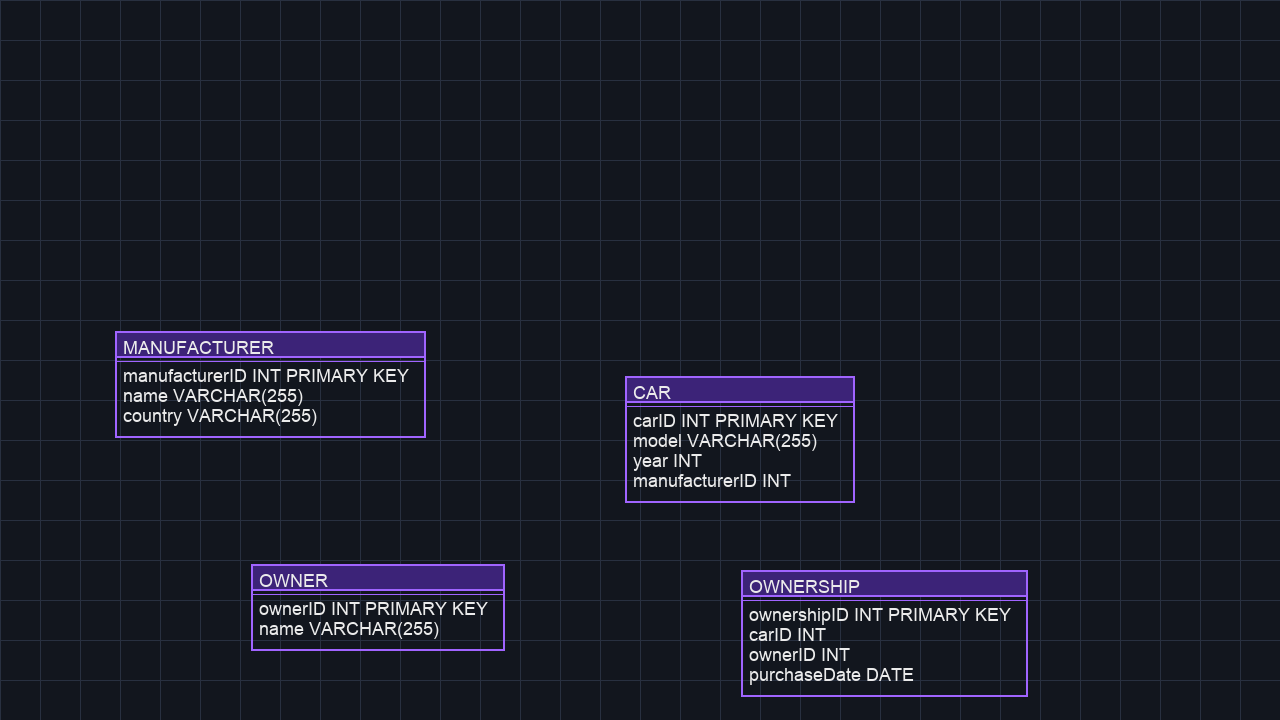 MANUFACTURER
manufacturerID INT PRIMARY KEY
name VARCHAR(255)
country VARCHAR(255)
CAR
carID INT PRIMARY KEY
model VARCHAR(255)
year INT
manufacturerID INT
OWNER
ownerID INT PRIMARY KEY
name VARCHAR(255)
OWNERSHIP
ownershipID INT PRIMARY KEY
carID INT
ownerID INT
purchaseDate DATE